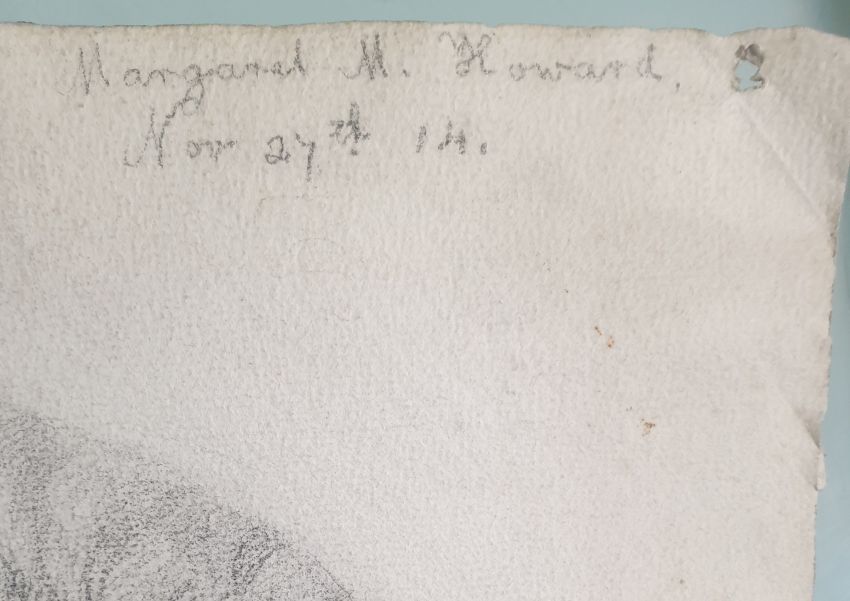 Margaret M. Howard,
Nov 27th 14.